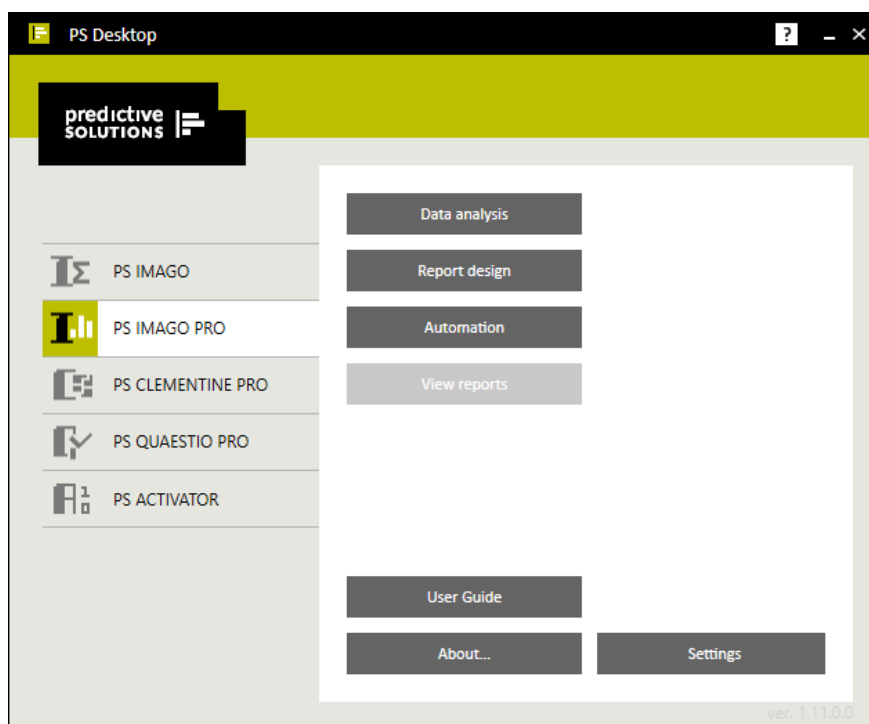 PS Desktop
?
predictive
SOLUTIONS
Data analysis
Report design
Automation
View reports
PS IMAGO
PS IMAGO PRO
PS CLEMENTINE PRO
PS QUAESTIO PRO
PS ACTIVATOR
User Guide
About...
Settings
ver. 1.11.0.0